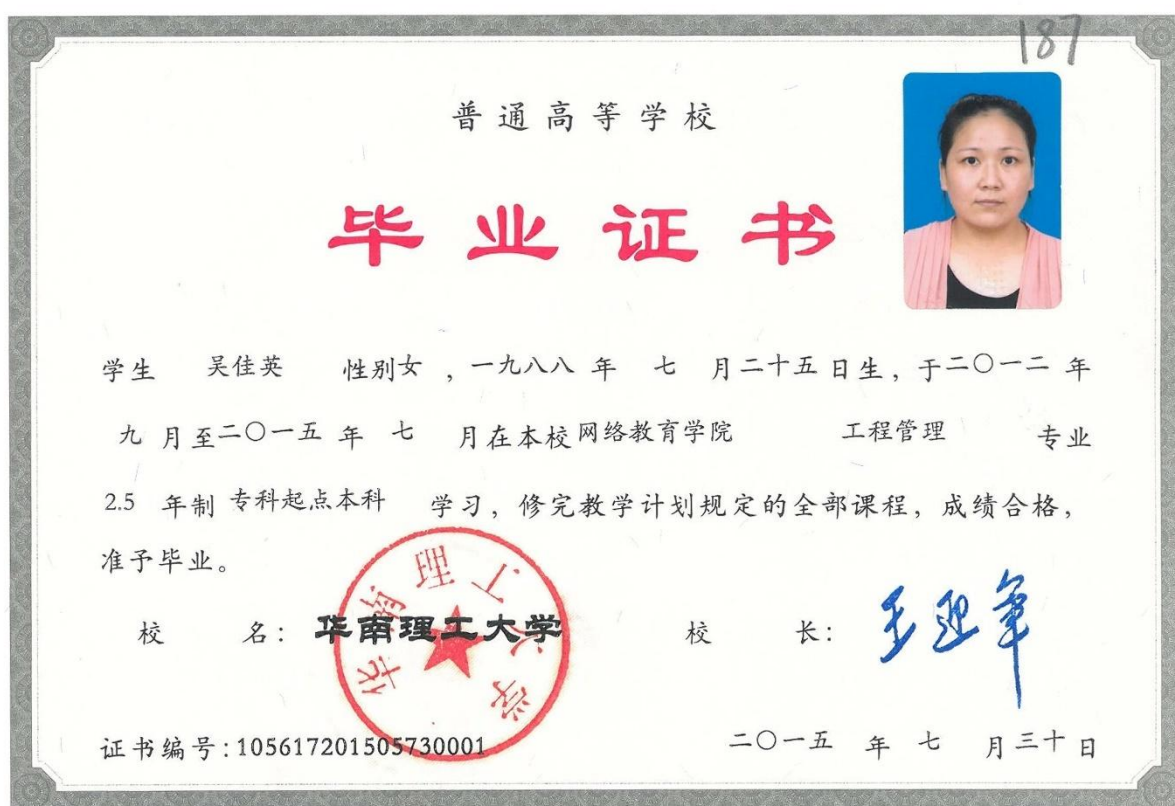 187
普通高等学校
毕业证书
学生 吴佳英 性别女 ，一九八八 年 七 月二十五日生，于二〇一二 年
九 月至二〇一五 年 七 月在本校网络教育学院 工程管理 专业
2.5 年制 专科起点本科 学习，修完教学计划规定的全部课程，成绩合格，
准予毕业。
校 名：华南理工大学 校 长：
华南理工大学
证书编号:105617201505730001 二〇一五 年 七 月三十日